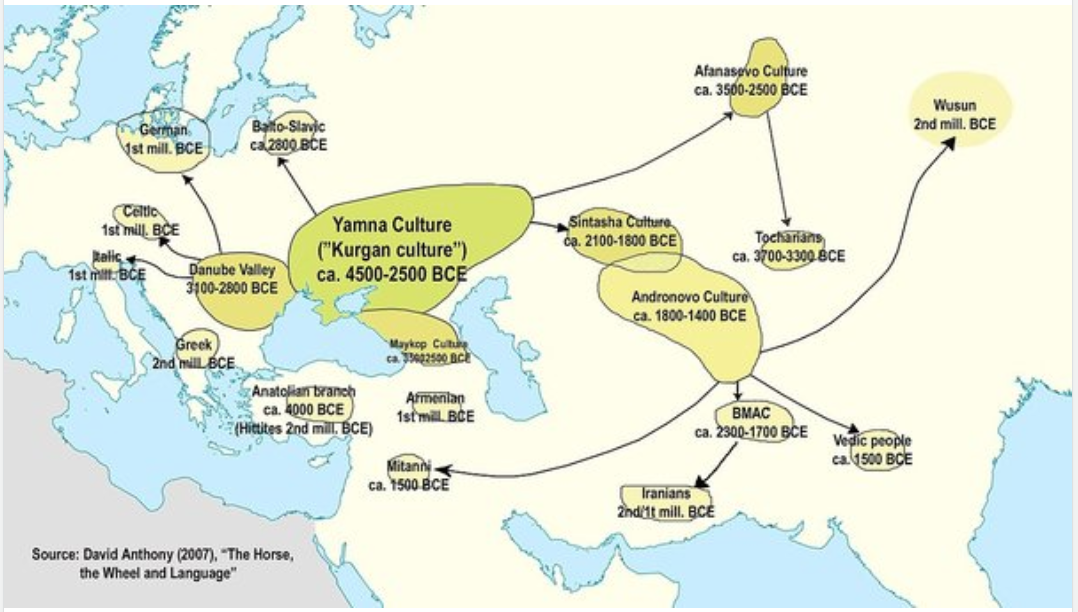 Afanasevo Culture
ca. 3500-2500 BCE
Wusun
2nd mill. BCE
German
1st mill. BCE
Balto-Slavic
ca.2800 BCE
Yamna Culture
("Kurgan culture")
ca. 4500-2500 BCE
Sintasha Culture
ca. 2100-1800 BCE
Celtic
1st mill. BCE
Tocharians
ca. 3700-3300 BCE
Italic
1st mill. BCE
Danube Valley
3100-2800 BCE
Andronovo Culture
ca. 1800-1400 BCE
Greek
2nd mill. BCE
Maykop Culture
ca. 35002500 BCE
Anatolian branch
ca. 4000 BCE
(Hittites 2nd mill. BCE)
Armenian
1st mill. BCE
BMAC
ca. 2300-1700 BCE
Vedic people
ca. 1500 BCE
Mitanni
ca. 1500 BCE
Iranians
2nd/1t mill. BCE
Source: David Anthony (2007), "The Horse,
the Wheel and Language"